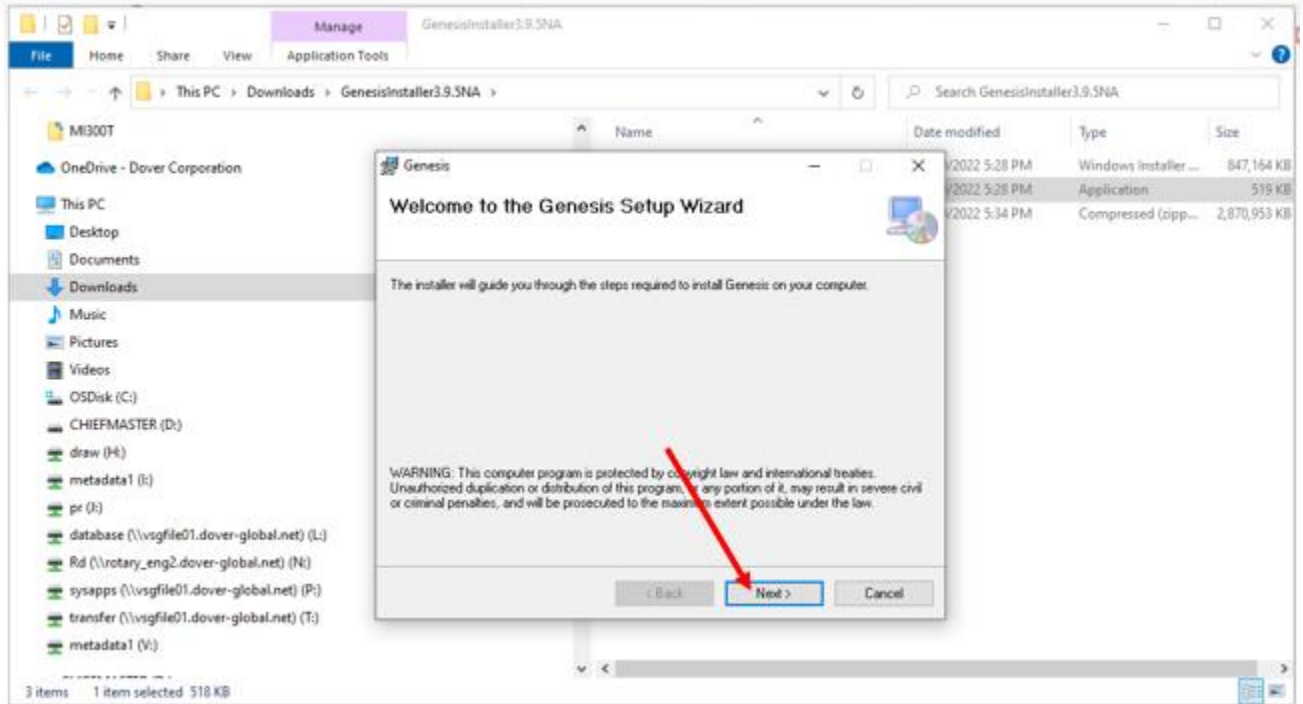 Manage
GenesisInstaller3.9.5NA
File
Home
Share
View
Application Tools
This PC > Downloads > GenesisInstaller3.9.5NA >
Search GenesisInstaller3.9.5NA
MI300T
OneDrive - Dover Corporation
This PC
Desktop
Documents
Downloads
Music
Pictures
Videos
OSDisk (C:)
CHIEFMASTER (D:)
draw (H:)
metadata1 (I:)
pr (J:)
database (\\vsgfile01.dover-global.net) (L:)
Rd (\\rotary_eng2.dover-global.net) (N:)
sysapps (\\vsgfile01.dover-global.net) (P:)
transfer (\\vsgfile01.dover-global.net) (T:)
metadata1 (V:)
Name
Date modified
Type
Size
/2022 5:28 PM
Windows Installer ...
847,164 KB
/2022 5:28 PM
Application
519 KB
/2022 5:34 PM
Compressed (zipp...
2,870,953 KB
Genesis
Welcome to the Genesis Setup Wizard
The installer will guide you through the steps required to install Genesis on your computer.
WARNING: This computer program is protected by copyright law and international treaties.
Unauthorized duplication or distribution of this program, or any portion of it, may result in severe civil
or criminal penalties, and will be prosecuted to the maximum extent possible under the law.
< Back
Next >
Cancel
3 items
1 item selected 518 KB